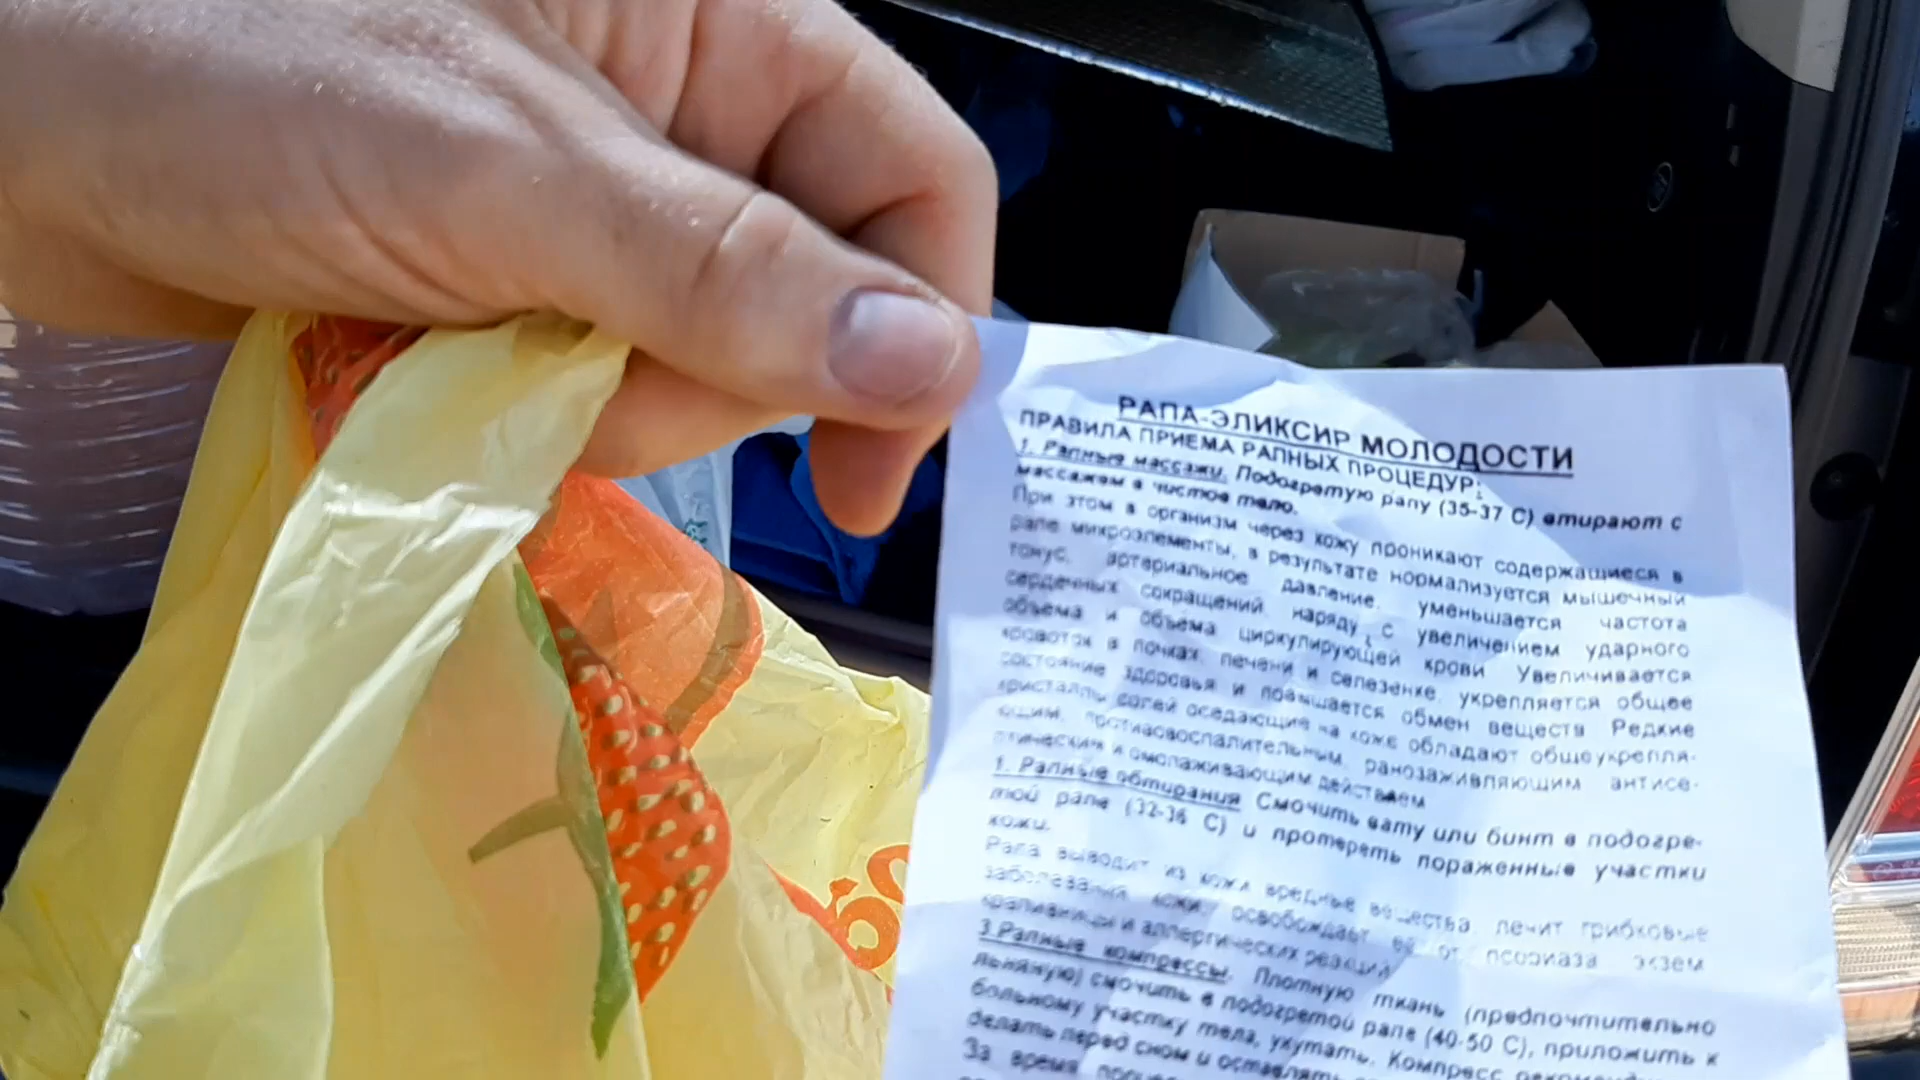 РАПА-ЭЛИКСИР МОЛОДОСТИ
ПРАВИЛА ПРИЕМА РАПНЫХ ПРОЦЕДУР:
1. Рапные массажи. Подогретую рапу (35-37 С) втирают с
массажем в чистое тело.
При этом в организм через кожу проникают содержащиеся в
рапе микроэлементы, в результате нормализуется мышечный
тонус, артериальное давление, уменьшается частота
сердечных сокращений наряду с увеличением ударного
объема и объема циркулирующей крови Увеличивается
кровоток в почках, печени и селезенке, укрепляется общее
состояние здоровья и повышается обмен веществ Редкие
кристаллы солей оседающие на коже обладают общеукрепля-
ющим, противовоспалительным, ранозаживляющим антисе-
птическим и омолаживающим действием
1. Рапные обтирания Смочить вату или бинт в подогре-
той рапе (32-36 С) и протереть пораженные участки
кожи.
Рапа выводит из кожи вредные вещества, лечит грибковые
заболевания кожи, освобождает её от псориаза экзем
крапивницы и аллергических реакций
3.Рапные компрессы. Плотную ткань (предпочтительно
льняную) смочить в подогретой рапе (40-50 С), приложить к
больному участку тела, укутать. Компресс
делать перед сном и оставлять
За время